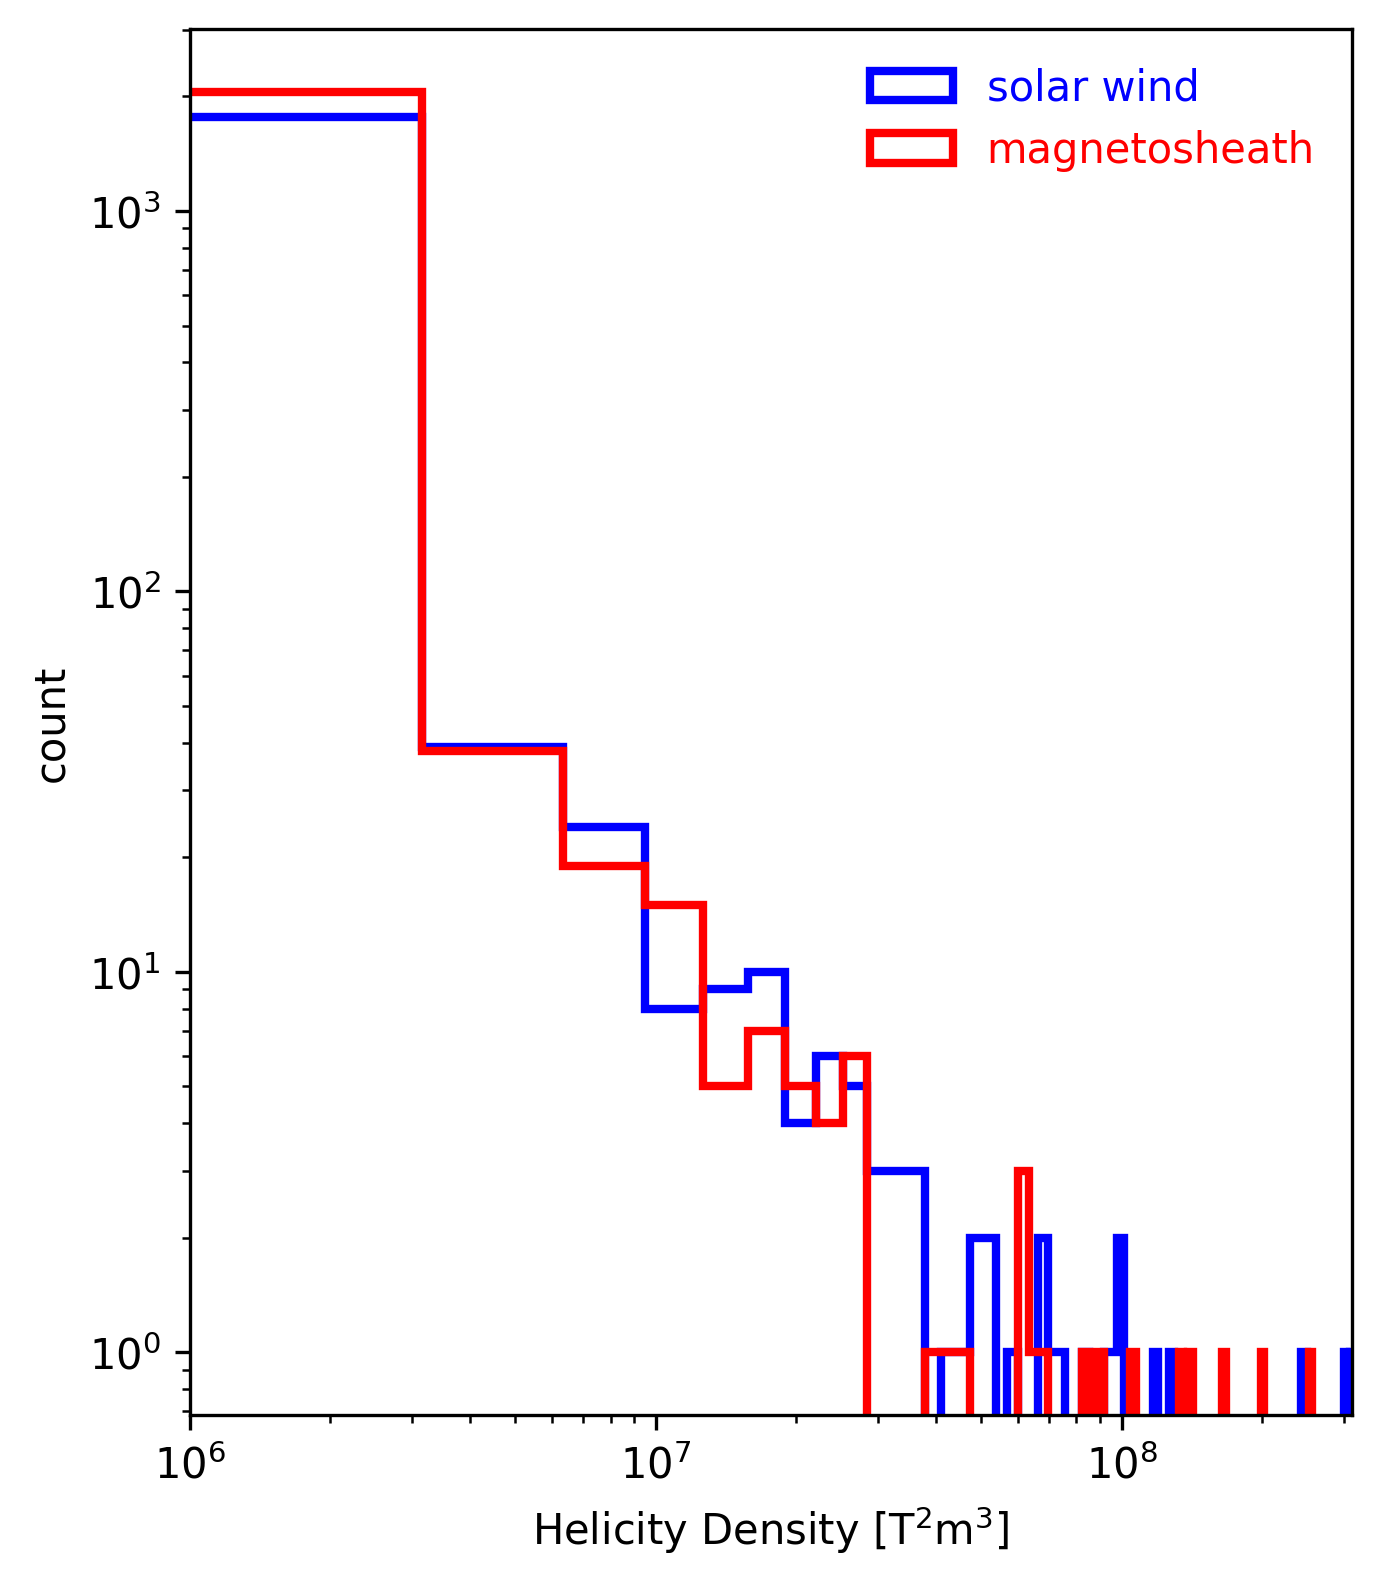 solar wind
magnetosheath
10³
10²
10¹
10⁰
count
10⁶ 10⁷ 10⁸
Helicity Density [T²m³]